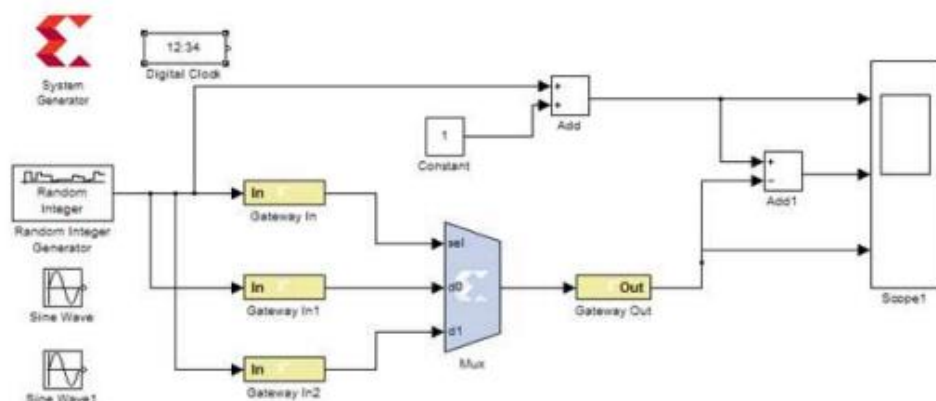 System
Generator
12:34
Digital Clock
+
+
Add
1
Constant
+
−
Add1
Scope1
Random
Integer
Random Integer
Generator
In
Gateway In
In
Gateway In1
In
Gateway In2
sel
d0
d1
Mux
Out
Gateway Out
Sine Wave
Sine Wave1